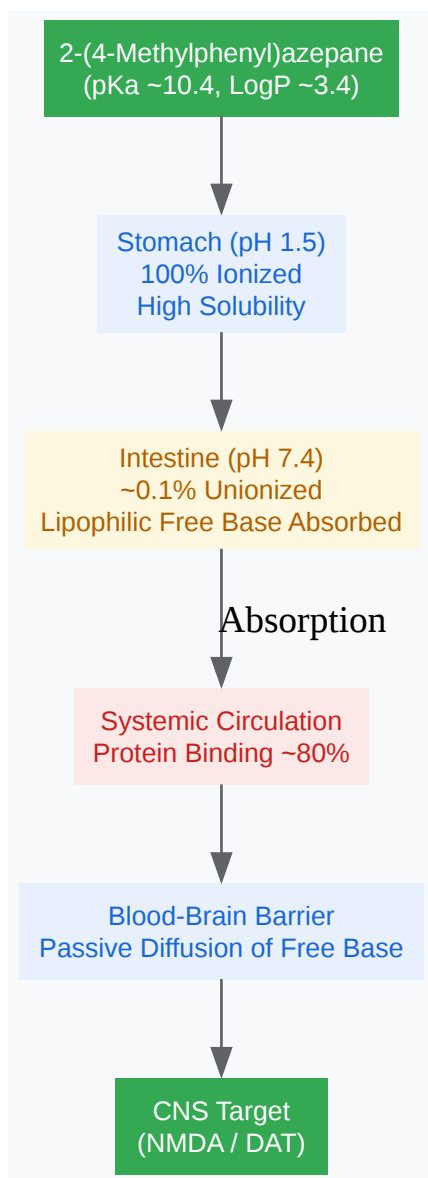 2-(4-Methylphenyl)azepane
(pKa ~10.4, LogP ~3.4)
Stomach (pH 1.5)
100% Ionized
High Solubility
Intestine (pH 7.4)
~0.1% Unionized
Lipophilic Free Base Absorbed
Absorption
Systemic Circulation
Protein Binding ~80%
Blood-Brain Barrier
Passive Diffusion of Free Base
CNS Target
(NMDA / DAT)